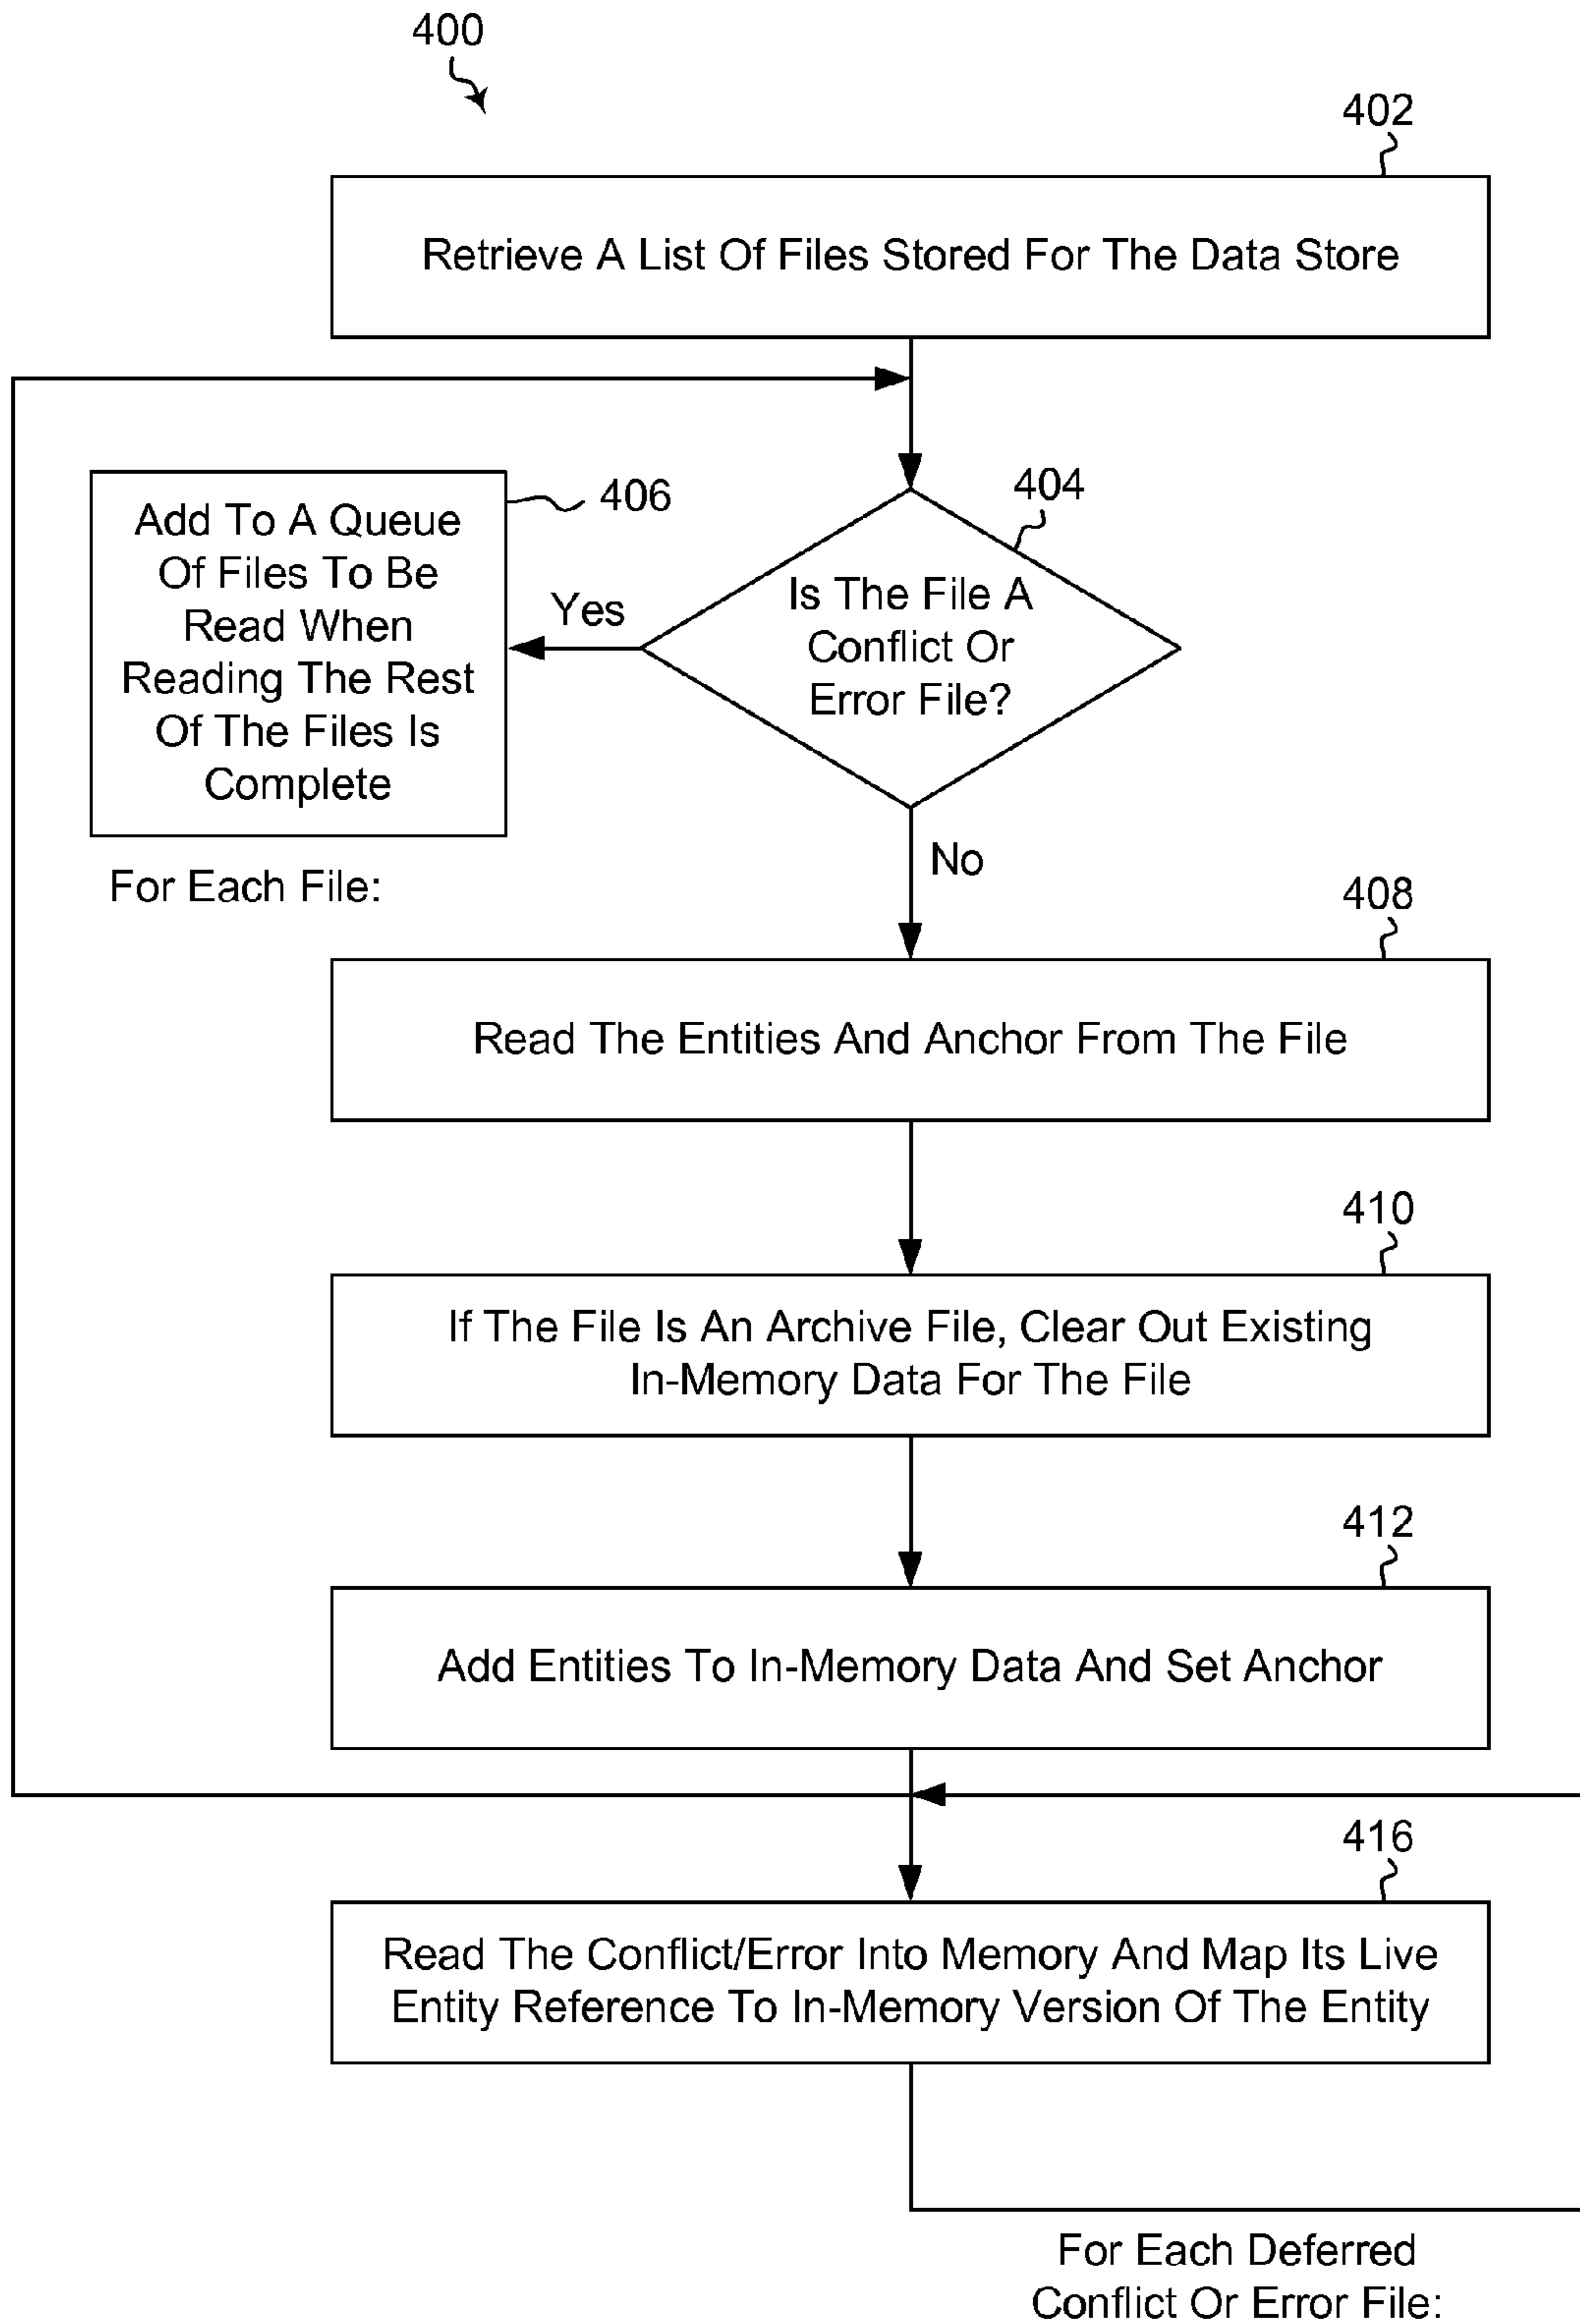 400
402
Retrieve A List Of Files Stored For The Data Store
406
Add To A Queue
Of Files To Be
Read When
Reading The Rest
Of The Files Is
Complete
Yes
404
Is The File A
Conflict Or
Error File?
For Each File:
No
408
Read The Entities And Anchor From The File
410
If The File Is An Archive File, Clear Out Existing
In-Memory Data For The File
412
Add Entities To In-Memory Data And Set Anchor
416
Read The Conflict/Error Into Memory And Map Its Live
Entity Reference To In-Memory Version Of The Entity
For Each Deferred
Conflict Or Error File: